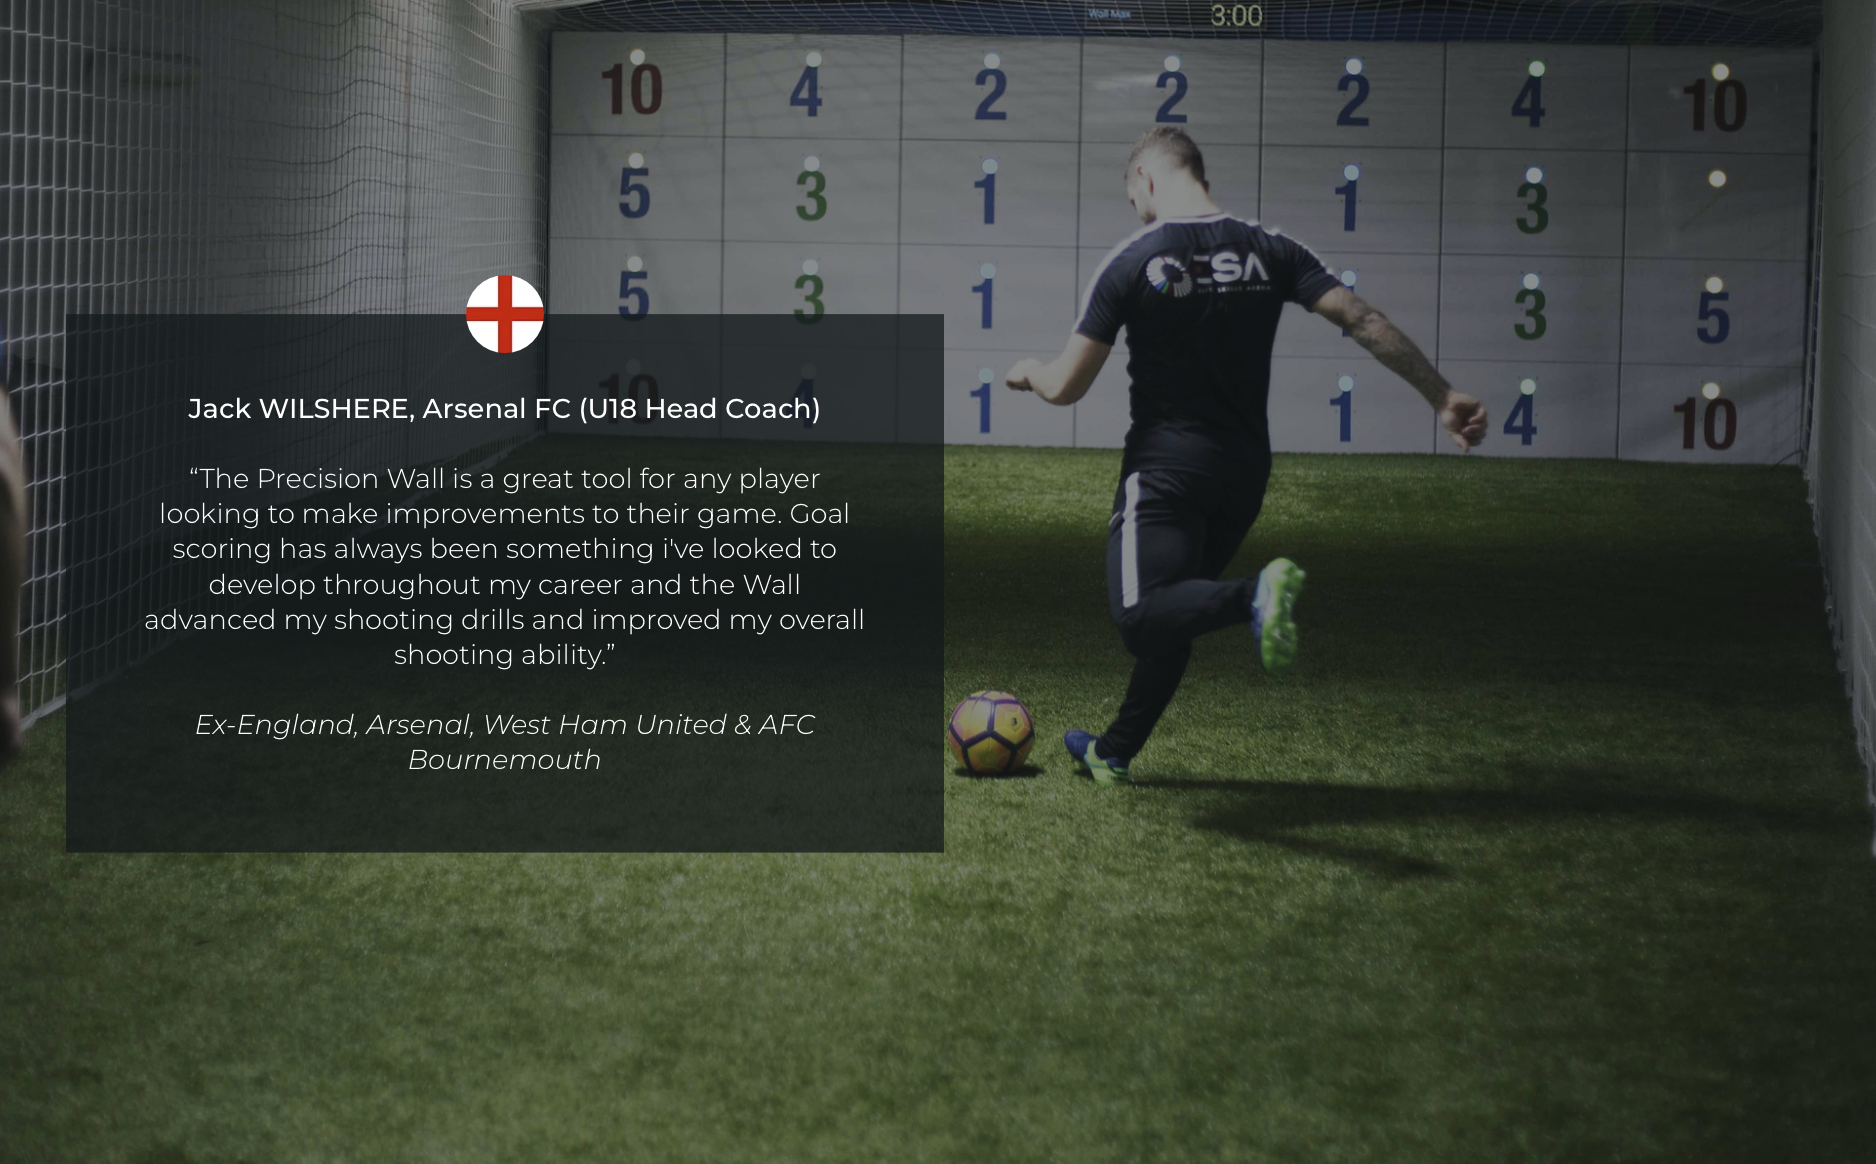 Wall Max 3:00
10 4 2 2 2 4 10
5 3 1 1 3
5 3 1 3 5
10 4 1 1 4 10
ESA
Jack WILSHERE, Arsenal FC (U18 Head Coach)
“The Precision Wall is a great tool for any player
looking to make improvements to their game. Goal
scoring has always been something i've looked to
develop throughout my career and the Wall
advanced my shooting drills and improved my overall
shooting ability.”
Ex-England, Arsenal, West Ham United & AFC
Bournemouth